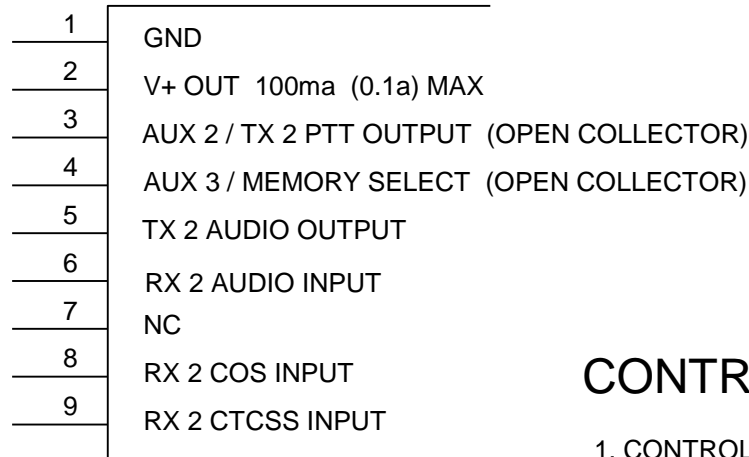 1 GND
2 V+ OUT 100ma (0.1a) MAX
3 AUX 2 / TX 2 PTT OUTPUT (OPEN COLLECTOR)
4 AUX 3 / MEMORY SELECT (OPEN COLLECTOR)
5 TX 2 AUDIO OUTPUT
6 RX 2 AUDIO INPUT
7 NC
8 RX 2 COS INPUT
9 RX 2 CTCSS INPUT
CONTR
1. CONTROL